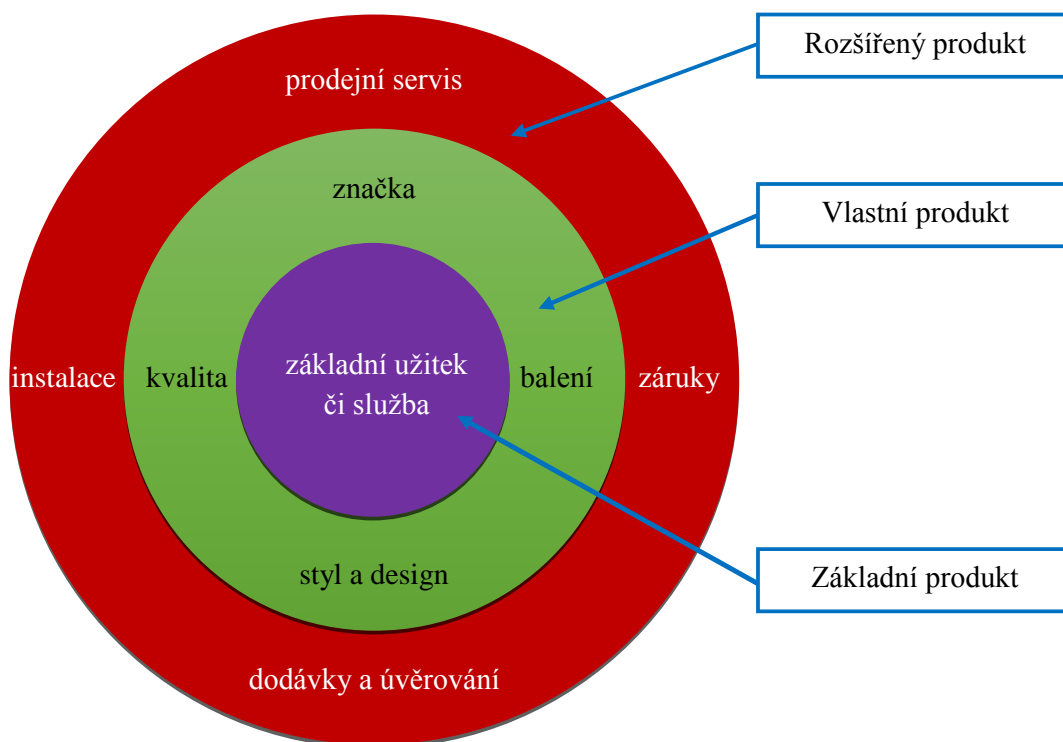 Rozšířený produkt
prodejní servis
značka
Vlastní produkt
instalace
kvalita
základní užitek
či služba
balení
záruky
styl a design
Základní produkt
dodávky a úvěrování